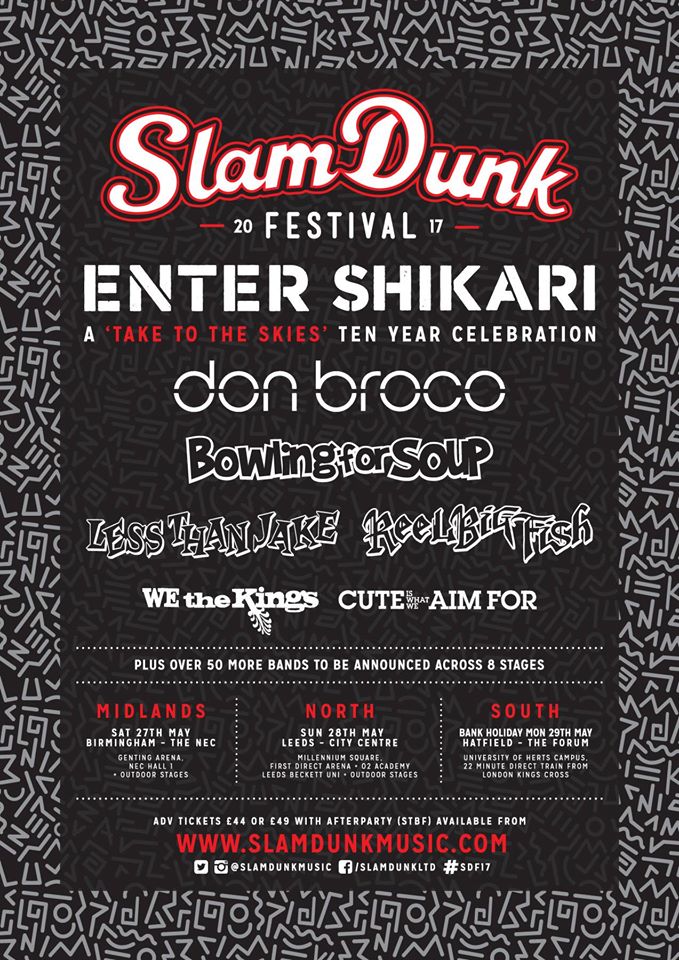 Slam Dunk
20 FESTIVAL 17
ENTER SHIKARI
A 'TAKE TO THE SKIES' TEN YEAR CELEBRATION
don broco
Bowling for Soup
LESS THAN JAKE Reel Big Fish
WE the Kings CUTE IS WHAT WE AIM FOR
PLUS OVER 50 MORE BANDS TO BE ANNOUNCED ACROSS 8 STAGES
MIDLANDS
SAT 27TH MAY
BIRMINGHAM - THE NEC
GENTING ARENA,
NEC HALL 1
+ OUTDOOR STAGES
NORTH
SUN 28TH MAY
LEEDS - CITY CENTRE
MILLENNIUM SQUARE,
FIRST DIRECT ARENA + O2 ACADEMY
LEEDS BECKETT UNI + OUTDOOR STAGES
SOUTH
BANK HOLIDAY MON 29TH MAY
HATFIELD - THE FORUM
UNIVERSITY OF HERTS CAMPUS,
22 MINUTE DIRECT TRAIN FROM
LONDON KINGS CROSS
ADV TICKETS £44 OR £49 WITH AFTERPARTY (STBF) AVAILABLE FROM
WWW.SLAMDUNKMUSIC.COM
@SLAMDUNKMUSIC /SLAMDUNKLTD #SDF17